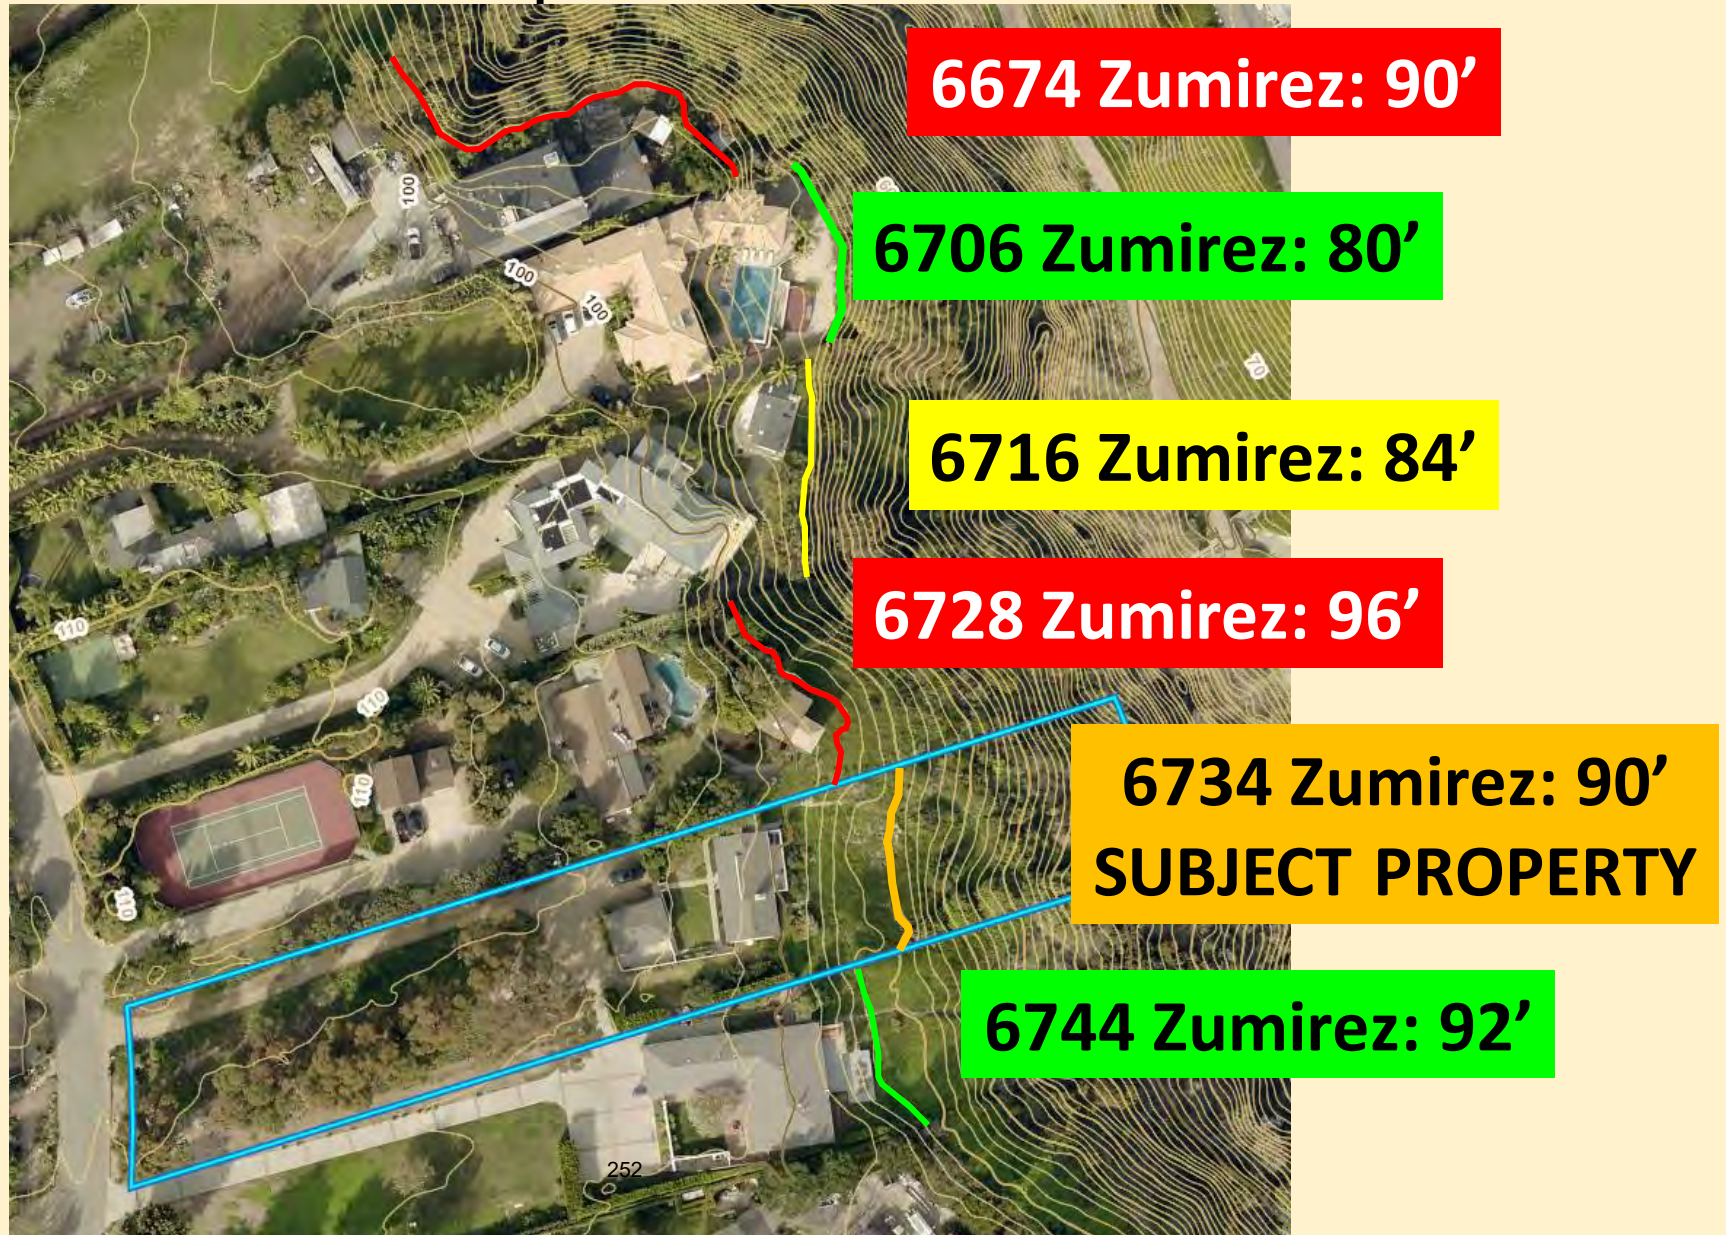 6674 Zumirez: 90’
6706 Zumirez: 80’
6716 Zumirez: 84’
6728 Zumirez: 96’
6734 Zumirez: 90’
SUBJECT PROPERTY
6744 Zumirez: 92’
60
100
100
100
70
110
110
110
110
252